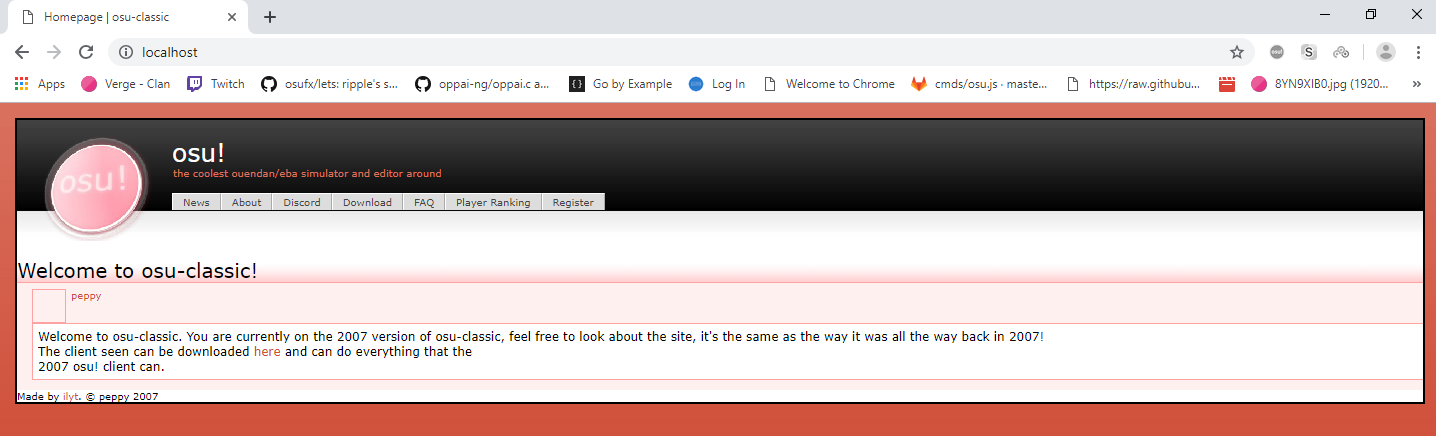 Homepage | osu-classic
localhost
Apps Verge - Clan Twitch osufx/lets: ripple's s... oppai-ng/oppai.c a... Go by Example Log In Welcome to Chrome cmds/osu.js · maste... https://raw.githubu... 8YN9XIB0.jpg (1920... »
osu!
osu!
the coolest ouendan/eba simulator and editor around
News About Discord Download FAQ Player Ranking Register
Welcome to osu-classic!
peppy
Welcome to osu-classic. You are currently on the 2007 version of osu-classic, feel free to look about the site, it's the same as the way it was all the way back in 2007!
The client seen can be downloaded here and can do everything that the
2007 osu! client can.
Made by ilyt. © peppy 2007